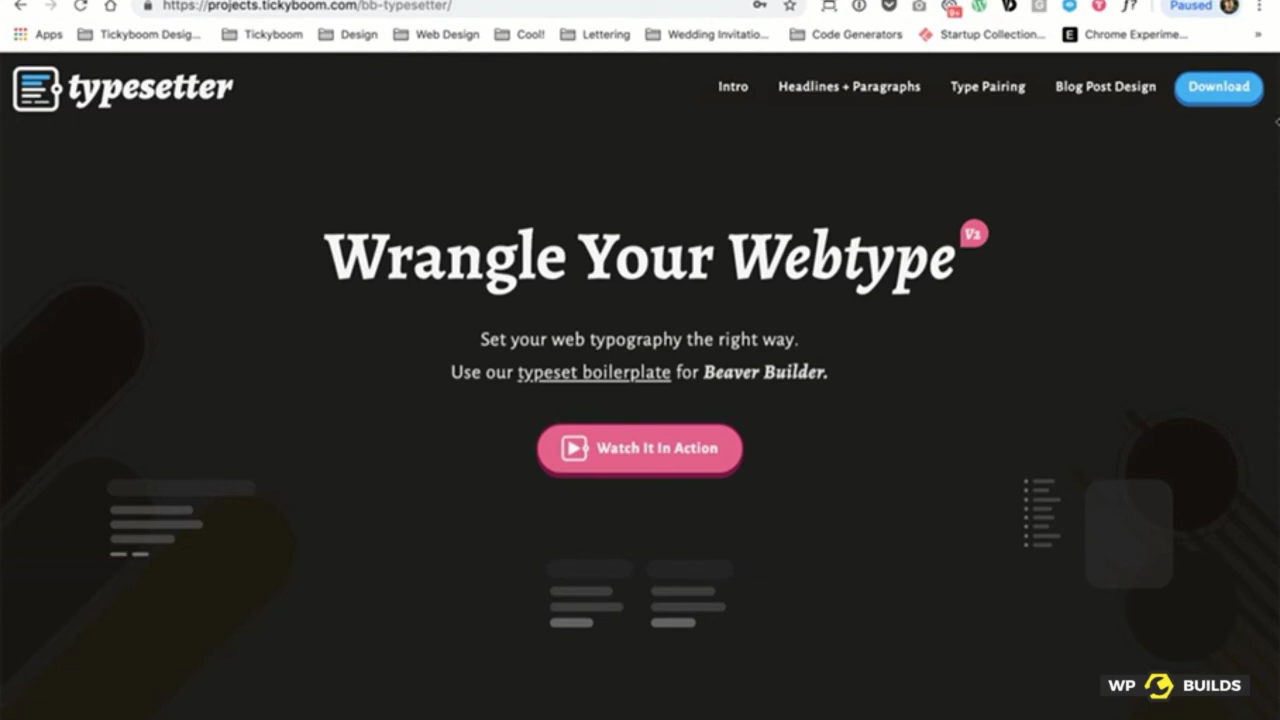 https://projects.tickyboom.com/bb-typesetter/
Paused
Apps Tickyboom Desig... Tickyboom Design Web Design Cool! Lettering Wedding Invitatio... Code Generators Startup Collection... Chrome Experime... »
typesetter Intro Headlines + Paragraphs Type Pairing Blog Post Design Download
Wrangle Your Webtype V2
Set your web typography the right way.
Use our typeset boilerplate for Beaver Builder.
Watch It In Action
WP BUILDS